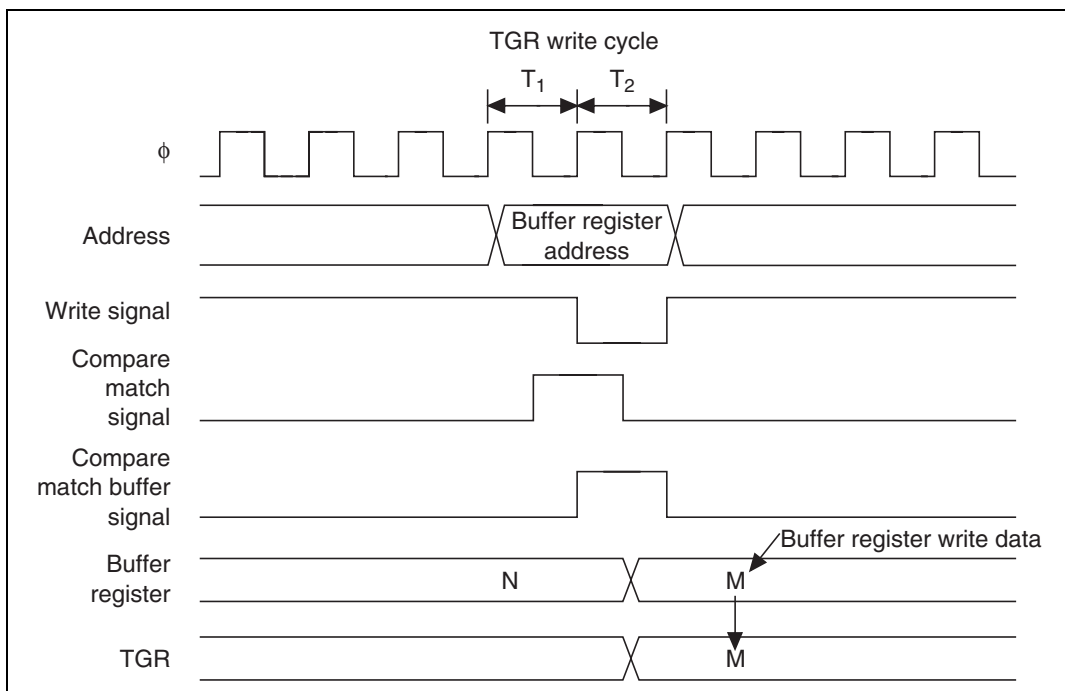 TGR write cycle
T1 T2
ϕ
Address
Buffer register
address
Write signal
Compare
match
signal
Compare
match buffer
signal
Buffer register write data
Buffer
register
N M
TGR
M